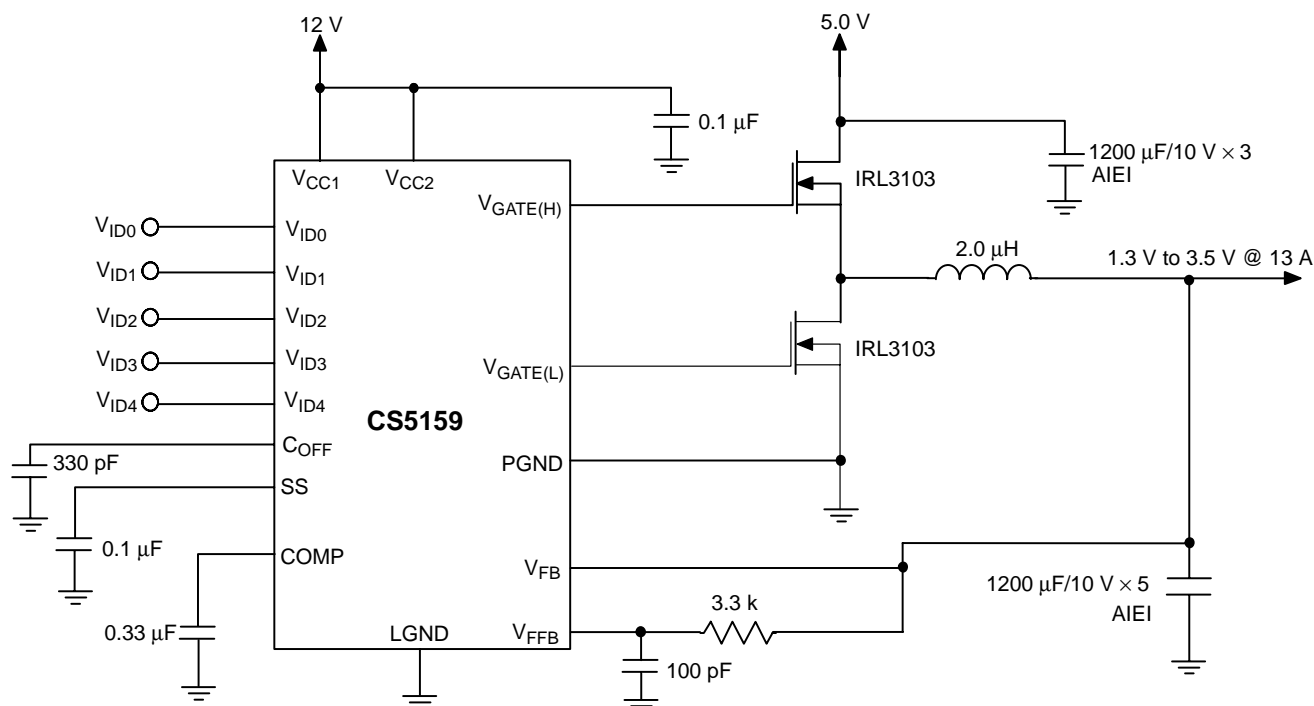 12 V
5.0 V
0.1 μF
1200 μF/10 V × 3
AIEI
IRL3103
VCC1
VCC2
VGATE(H)
VID0
VID0
2.0 μH
1.3 V to 3.5 V @ 13 A
VID1
VID1
VID2
VID2
IRL3103
VID3
VID3
VGATE(L)
VID4
VID4
CS5159
COFF
330 pF
PGND
SS
0.1 μF
COMP
VFB
1200 μF/10 V × 5
AIEI
3.3 k
0.33 μF
LGND
VFFB
100 pF